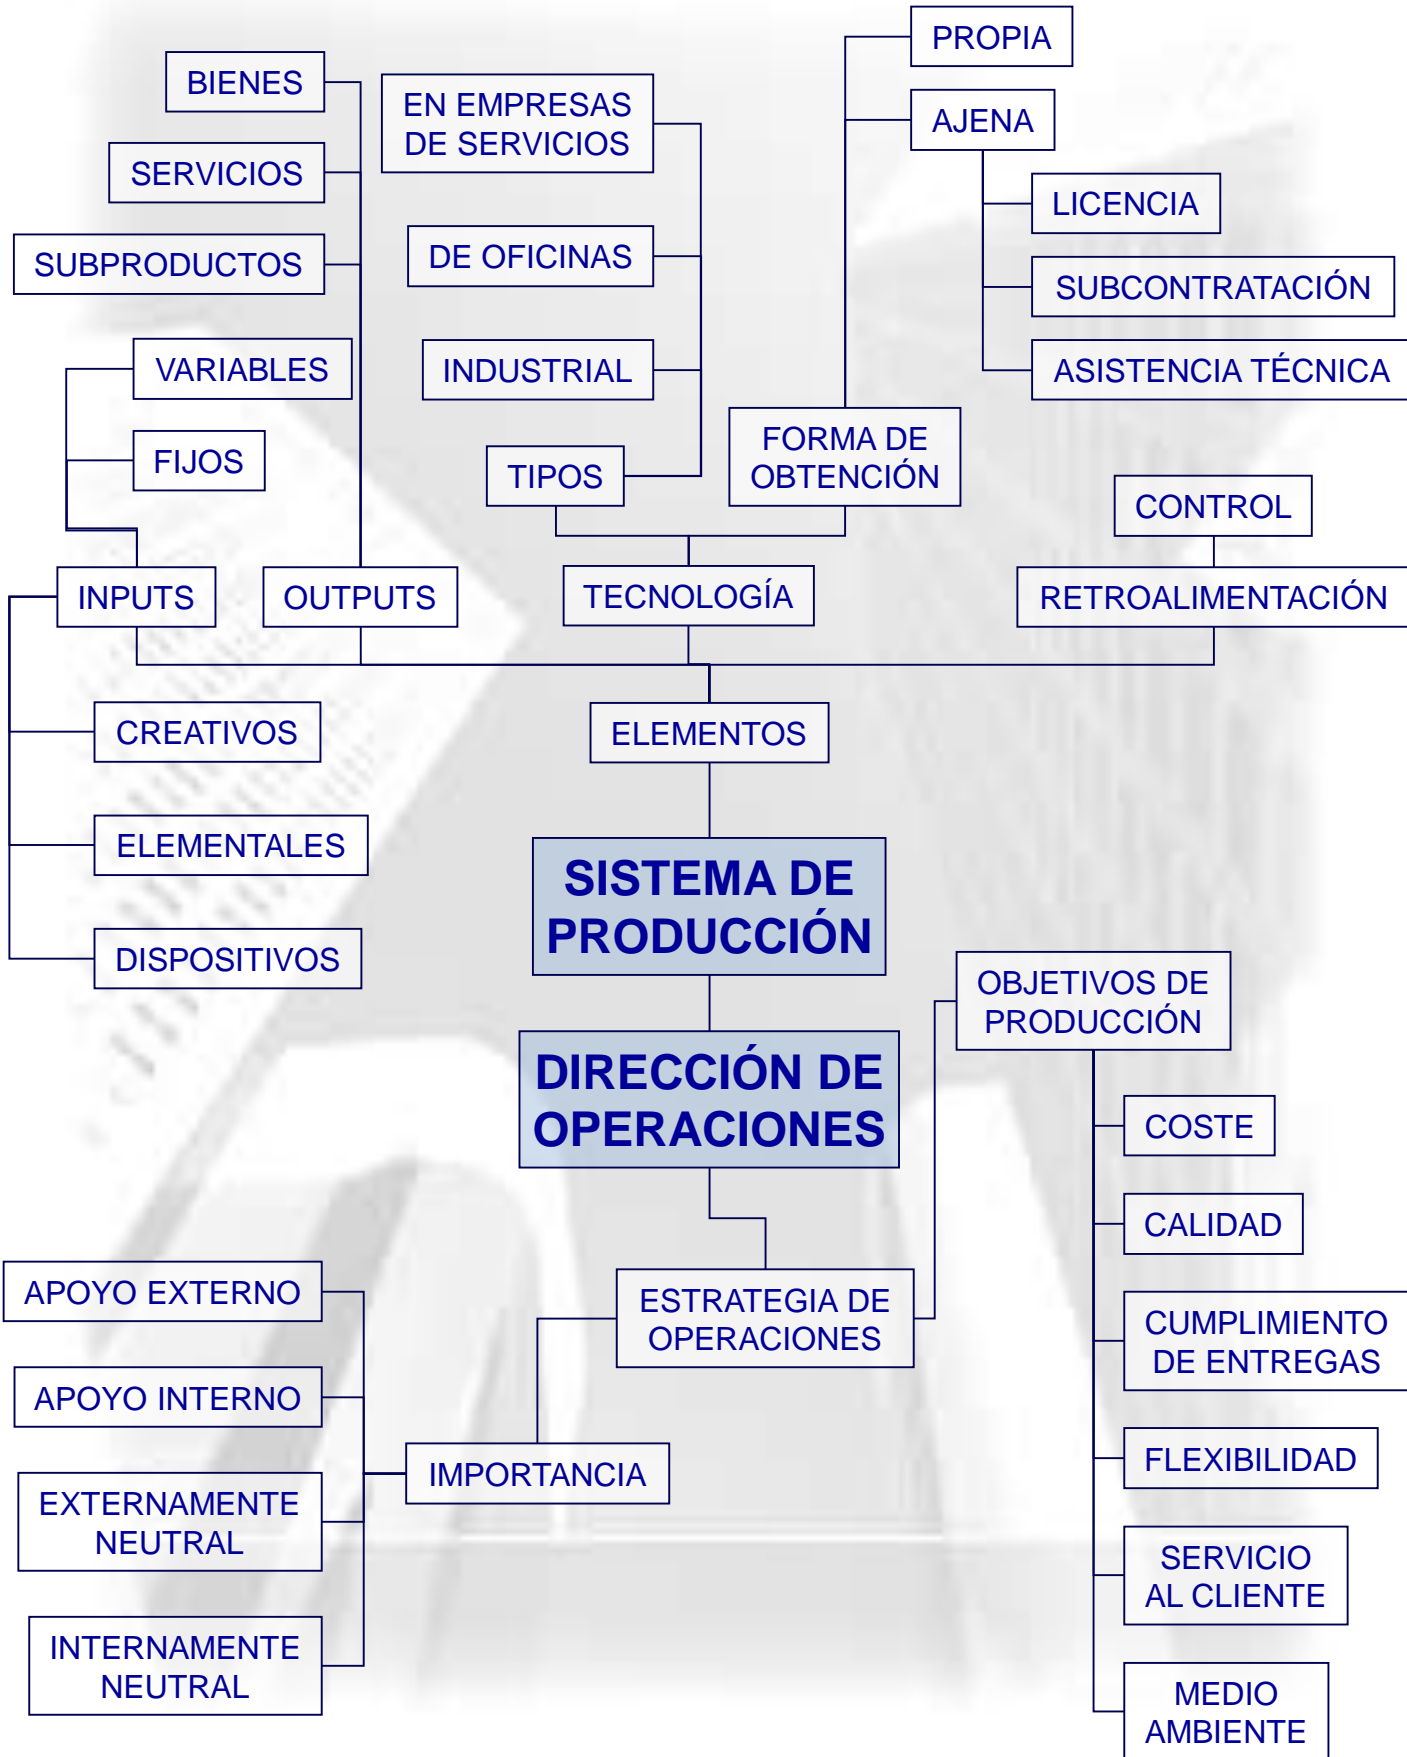 PROPIA
BIENES
EN EMPRESAS
DE SERVICIOS
AJENA
SERVICIOS
LICENCIA
SUBPRODUCTOS
DE OFICINAS
SUBCONTRATACIÓN
VARIABLES
INDUSTRIAL
ASISTENCIA TÉCNICA
FIJOS
TIPOS
FORMA DE
OBTENCIÓN
CONTROL
INPUTS
OUTPUTS
TECNOLOGÍA
RETROALIMENTACIÓN
CREATIVOS
ELEMENTOS
ELEMENTALES
DISPOSITIVOS
SISTEMA DE
PRODUCCIÓN
OBJETIVOS DE
PRODUCCIÓN
DIRECCIÓN DE
OPERACIONES
COSTE
CALIDAD
APOYO EXTERNO
ESTRATEGIA DE
OPERACIONES
CUMPLIMIENTO
DE ENTREGAS
APOYO INTERNO
IMPORTANCIA
FLEXIBILIDAD
EXTERNAMENTE
NEUTRAL
SERVICIO
AL CLIENTE
INTERNAMENTE
NEUTRAL
MEDIO
AMBIENTE